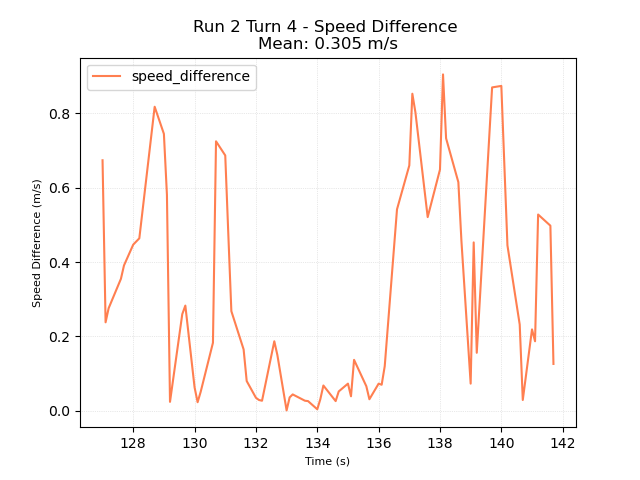 Run 2 Turn 4 - Speed Difference
Mean: 0.305 m/s
speed_difference
Speed Difference (m/s)
0.8
0.6
0.4
0.2
0.0
128 130 132 134 136 138 140 142
Time (s)